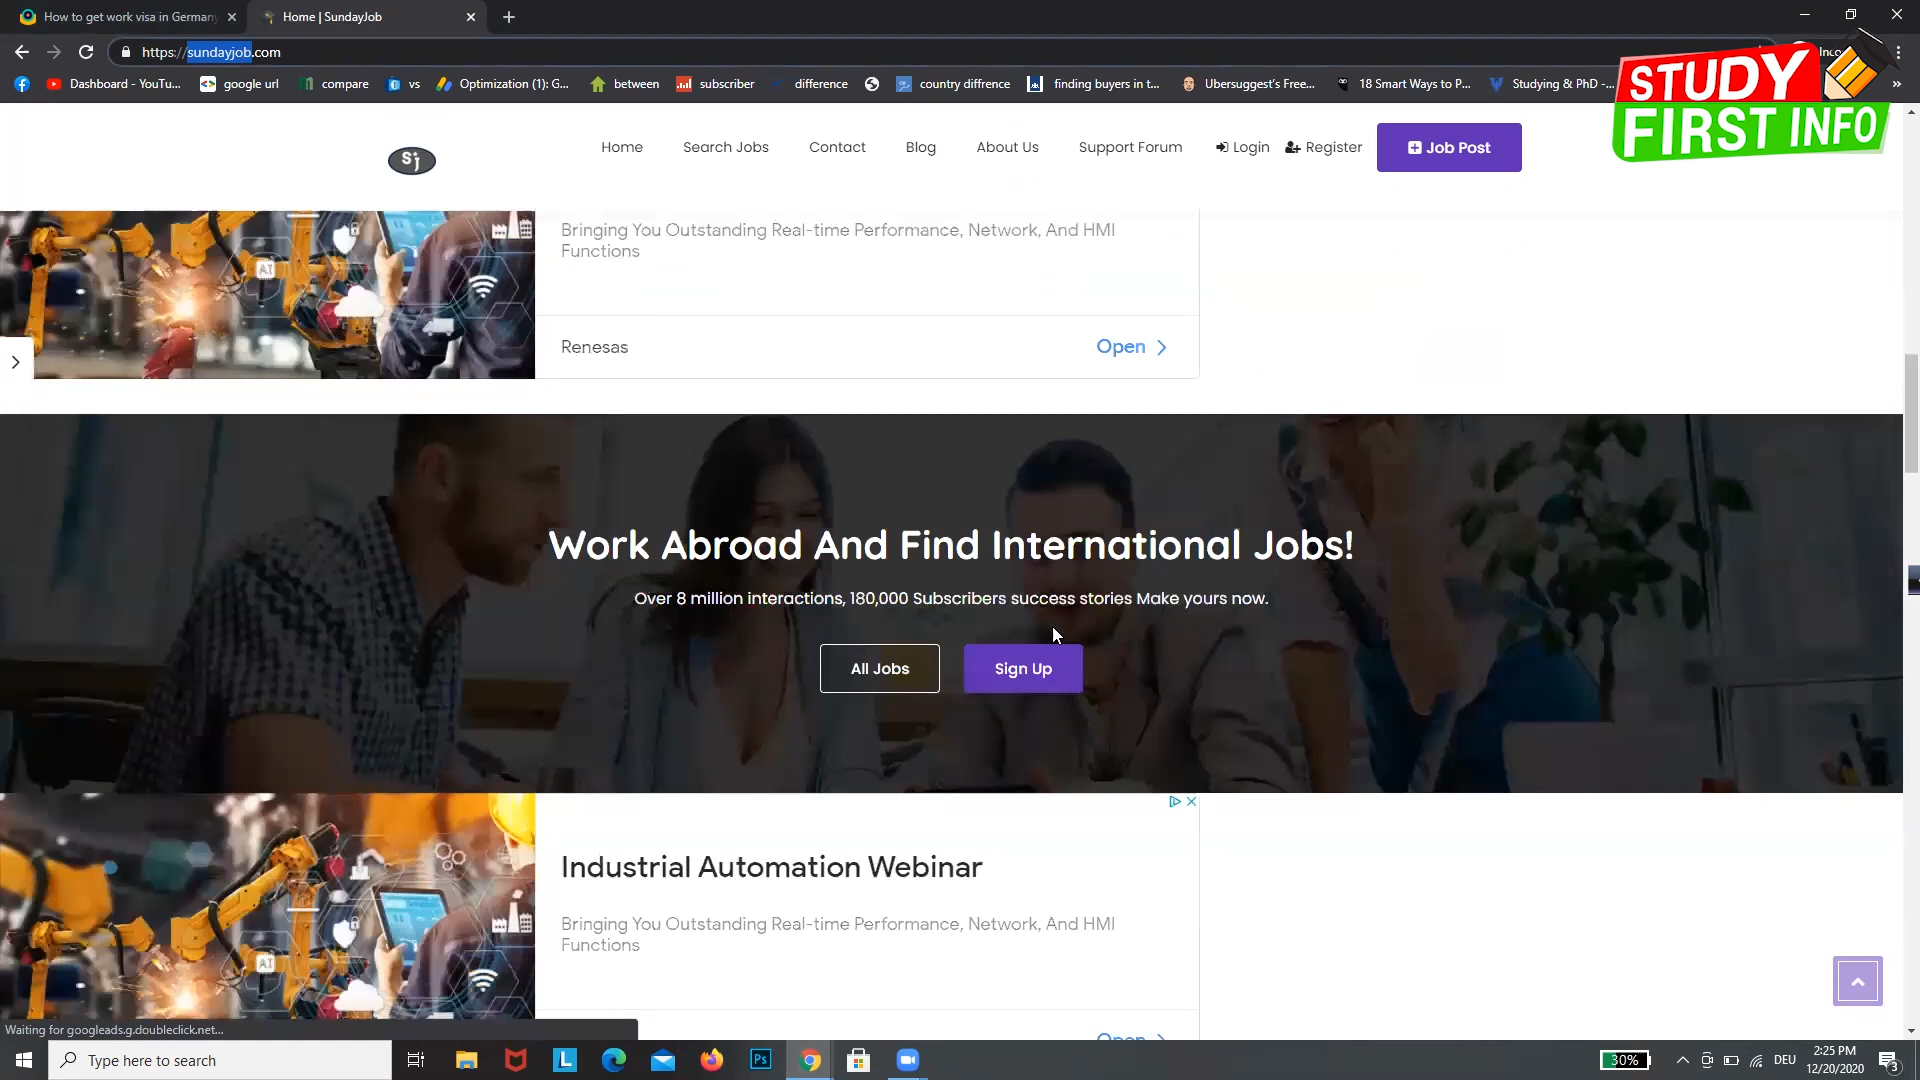 How to get work visa in German
Home | SundayJob
https://sundayjob.com
Dashboard - YouTu...
google url
compare
vs
Optimization (1): G...
between
subscriber
difference
country diffrence
finding buyers in t...
Ubersuggest's Free...
18 Smart Ways to P...
Studying & PhD -...
»
STUDY
FIRST INFO
SJ
Home
Search Jobs
Contact
Blog
About Us
Support Forum
Login
Register
Job Post
Bringing You Outstanding Real-time Performance, Network, And HMI
Functions
AI
Renesas
Open
Work Abroad And Find International Jobs!
Over 8 million interactions, 180,000 Subscribers success stories Make yours now.
All Jobs
Sign Up
Industrial Automation Webinar
Bringing You Outstanding Real-time Performance, Network, And HMI
Functions
AI
Open
Waiting for googleads.g.doubleclick.net...
Type here to search
L
Ps
30%
DEU
2:25 PM
12/20/2020
3